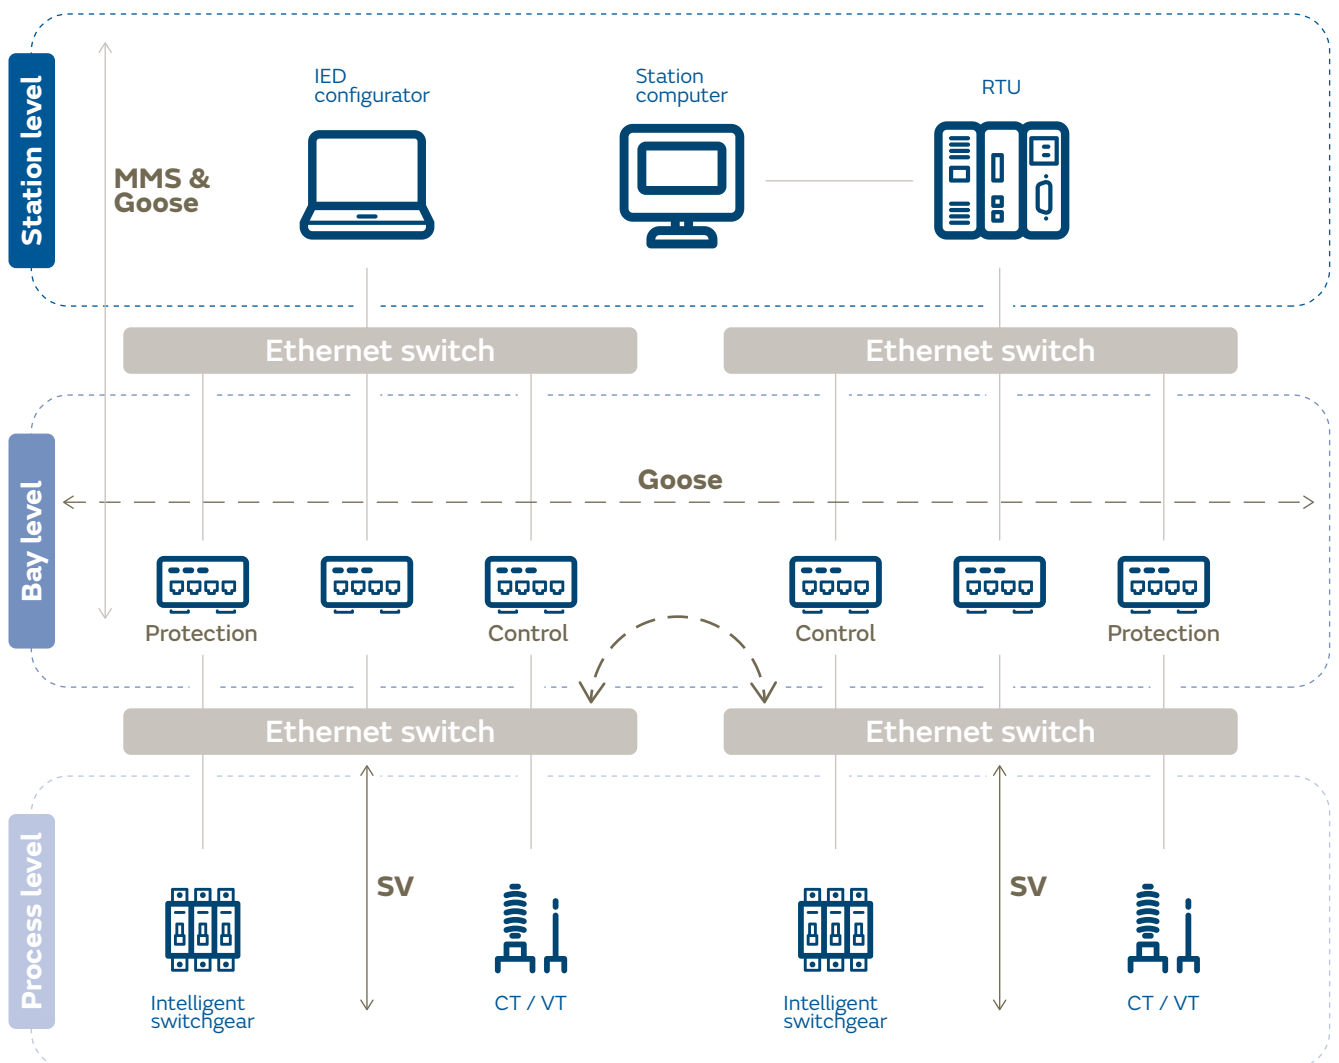 Station level
IED
configurator
Station
computer
RTU
MMS &
Goose
Ethernet switch
Ethernet switch
Bay level
Goose
Protection
Control
Control
Protection
Ethernet switch
Ethernet switch
Process level
SV
SV
Intelligent
switchgear
CT / VT
Intelligent
switchgear
CT / VT